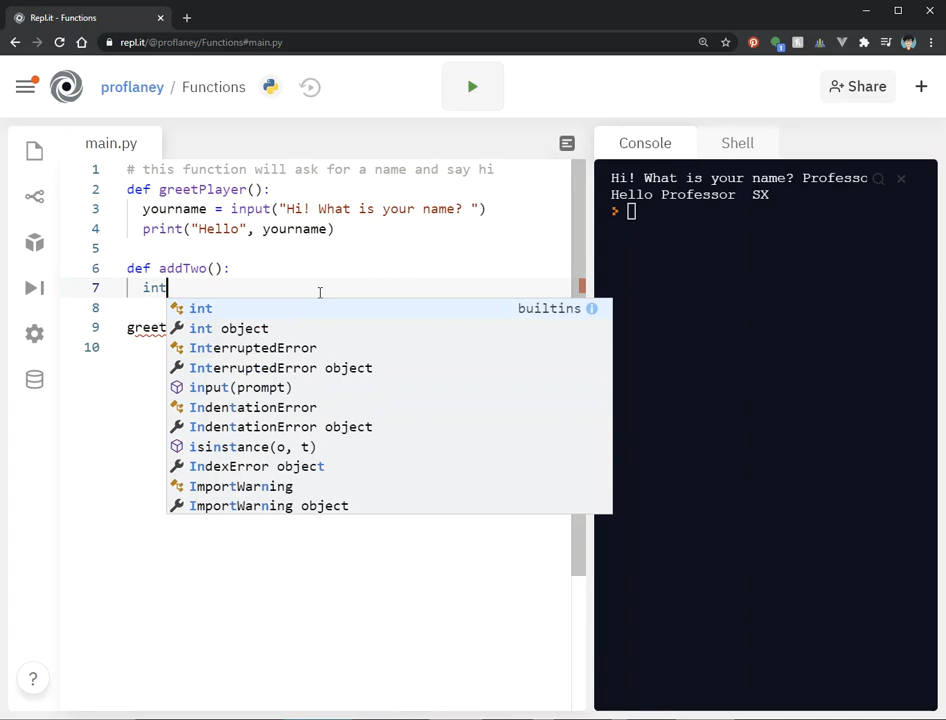 Repl.it - Functions
repl.it/@proflaney/Functions#main.py
proflaney / Functions
Share
main.py
Console
Shell
1 # this function will ask for a name and say hi
2 def greetPlayer():
3 yourname = input("Hi! What is your name? ")
4 print("Hello", yourname)
5
6 def addTwo():
7 int
8
9 greet
10
int builtins
int object
InterruptedError
InterruptedError object
input(prompt)
IndentationError
IndentationError object
isinstance(o, t)
IndexError object
ImportWarning
ImportWarning object
Hi! What is your name? Professo
Hello Professor  SX
>
?